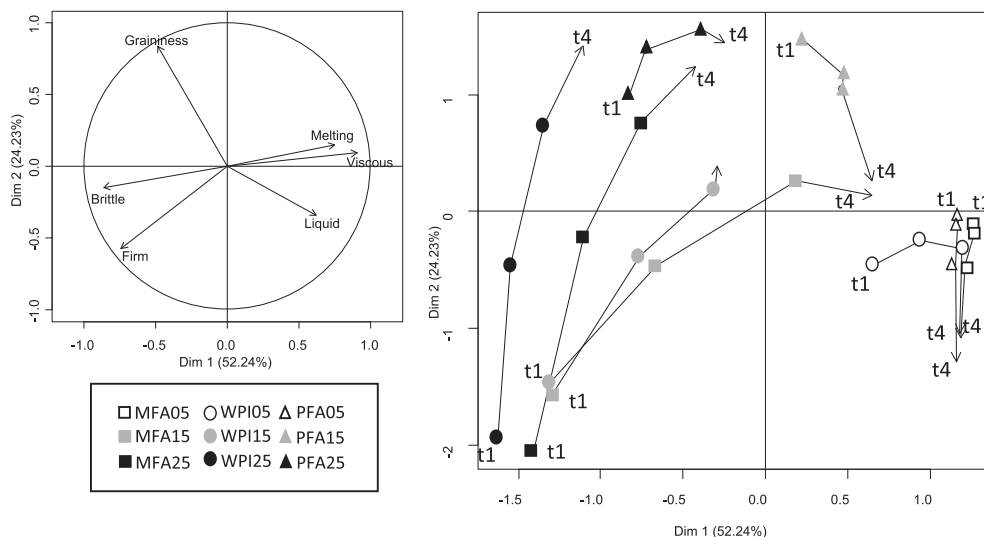 1.0
0.5
0.0
-0.5
-1.0
Dim 2 (24.23%)
Graininess
Melting
Viscous
Brittle
Liquid
Firm
-1.0 -0.5 0.0 0.5 1.0
Dim 1 (52.24%)
MFA05 WPI05 PFA05
MFA15 WPI15 PFA15
MFA25 WPI25 PFA25
1
0
-1
-2
Dim 2 (24.23%)
t4
t4
t1
t1
t4
t4
t4
t1
t1
t1
t4
t4
t4
t1
t1
t1
t1
-1.5 -1.0 -0.5 0.0 0.5 1.0
Dim 1 (52.24%)